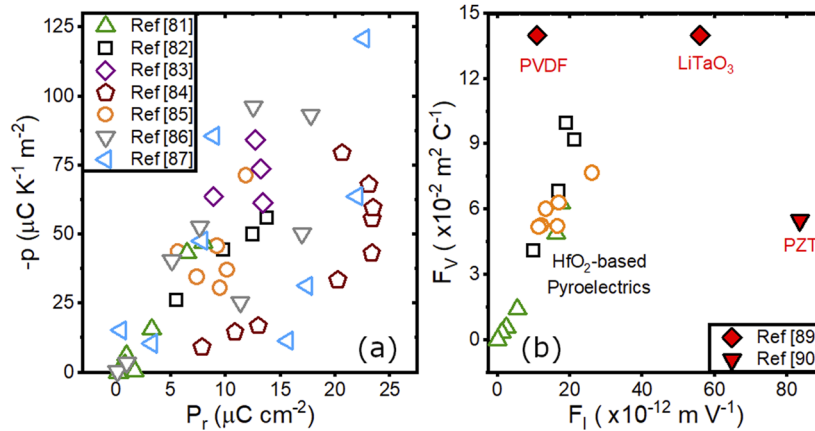 125
100
75
50
25
0
-p (μC K⁻¹ m⁻²)
Ref [81]
Ref [82]
Ref [83]
Ref [84]
Ref [85]
Ref [86]
Ref [87]
(a)
0 5 10 15 20 25
Pᵣ (μC cm⁻²)
15
12
9
6
3
0
F_V ( x10⁻² m² C⁻¹)
PVDF
LiTaO₃
PZT
HfO₂-based
Pyroelectrics
(b)
Ref [89
Ref [90
0 20 40 60 80
F_I ( x10⁻¹² m V⁻¹)